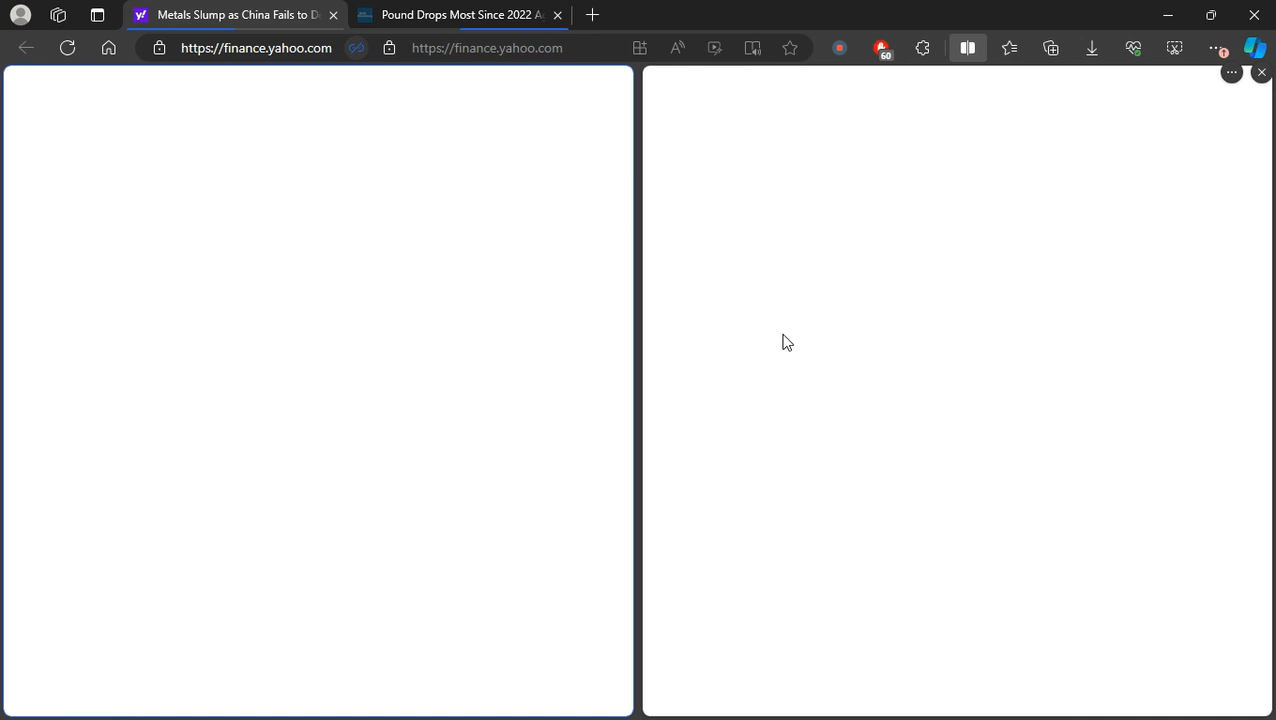 Metals Slump as China Fails to D
Pound Drops Most Since 2022 A
https://finance.yahoo.com
https://finance.yahoo.com
60